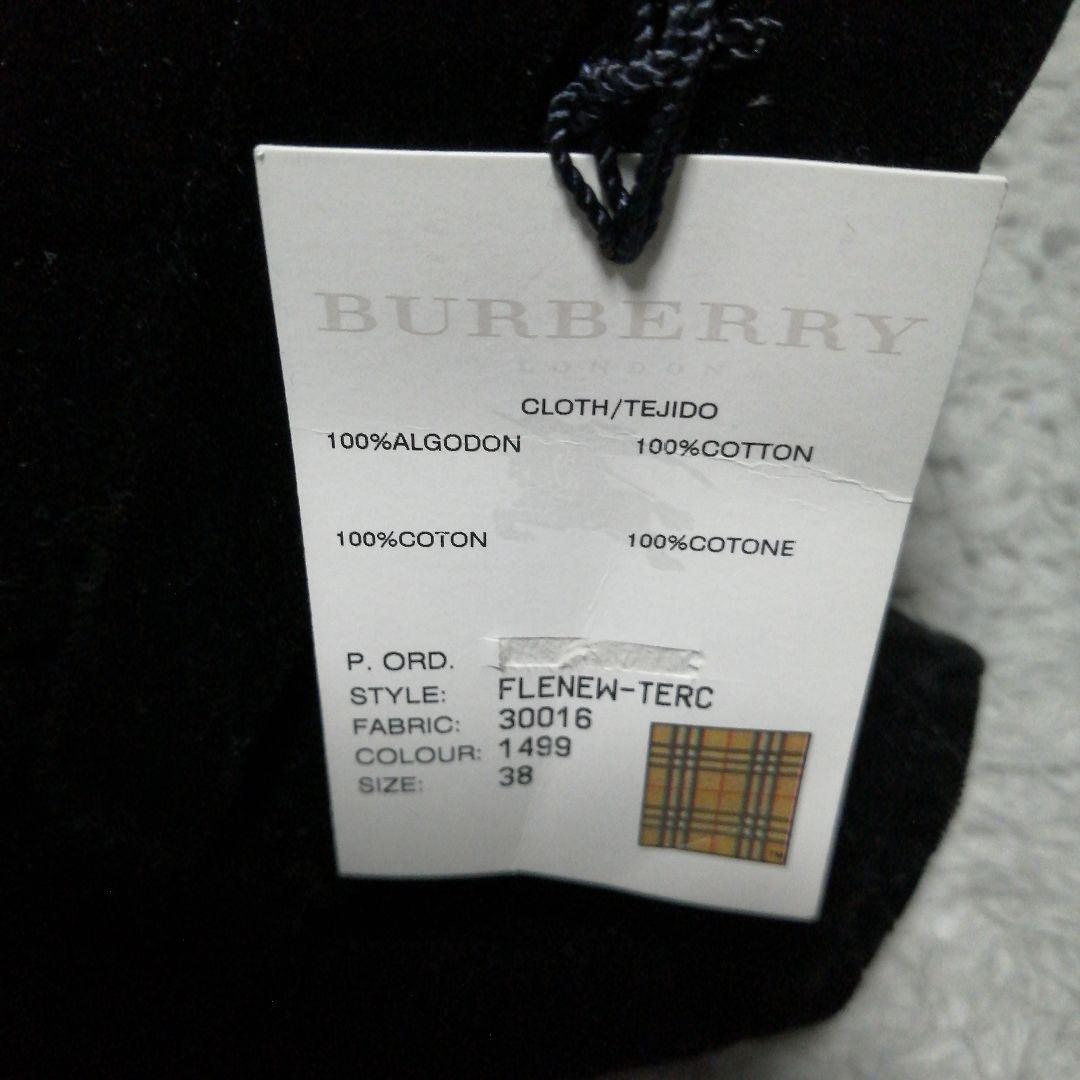 BURBERRY
LONDON
CLOTH/TEJIDO
100%ALGODON 100%COTTON
100%COTON 100%COTONE
P. ORD.
STYLE: FLENEW-TERC
FABRIC: 30016
COLOUR: 1499
SIZE: 38
TM